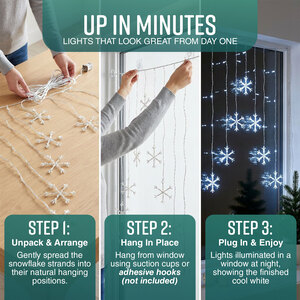 UP IN MINUTES
LIGHTS THAT LOOK GREAT FROM DAY ONE
STEP 1:
Unpack & Arrange
Gently spread the
snowflake strands into
their natural hanging
positions.
STEP 2:
Hang In Place
Hang from window
using suction cups or
adhesive hooks
(not included)
STEP 3:
Plug In & Enjoy
Lights illuminated in a
window at night,
showing the finished
cool white